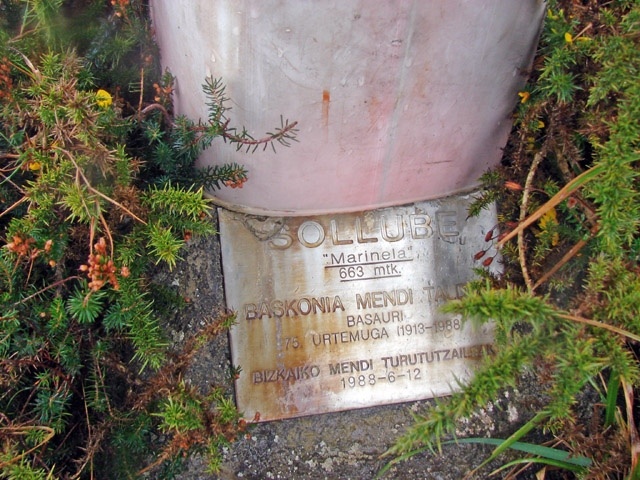 SOLLUBE
"Marinela"
663 mtk.
BASKONIA MENDI
BASAURI
75 URTEMUGA (1913-1988
BIZKAIKO MENDI
1988-6-12